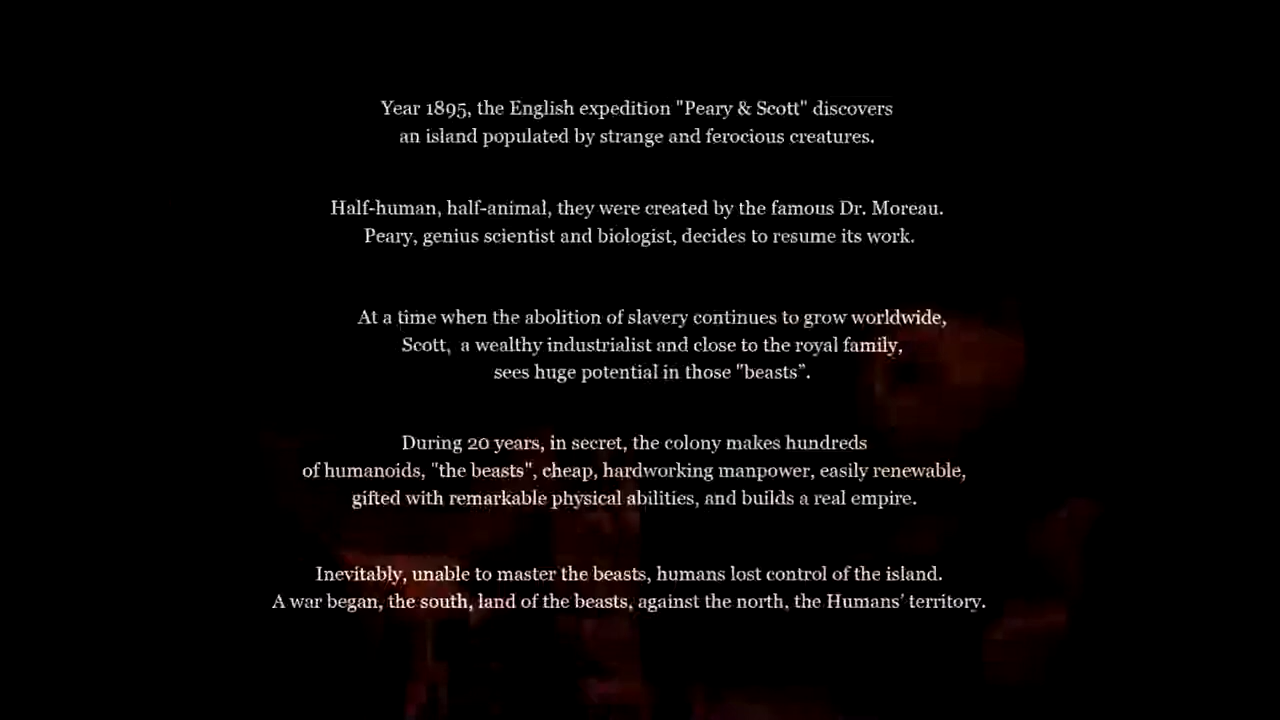 Year 1895, the English expedition "Peary & Scott" discovers
an island populated by strange and ferocious creatures.
Half-human, half-animal, they were created by the famous Dr. Moreau.
Peary, genius scientist and biologist, decides to resume its work.
At a time when the abolition of slavery continues to grow worldwide,
Scott, a wealthy industrialist and close to the royal family,
sees huge potential in those "beasts”.
During 20 years, in secret, the colony makes hundreds
of humanoids, "the beasts", cheap, hardworking manpower, easily renewable,
gifted with remarkable physical abilities, and builds a real empire.
Inevitably, unable to master the beasts, humans lost control of the island.
A war began, the south, land of the beasts, against the north, the Humans’ territory.